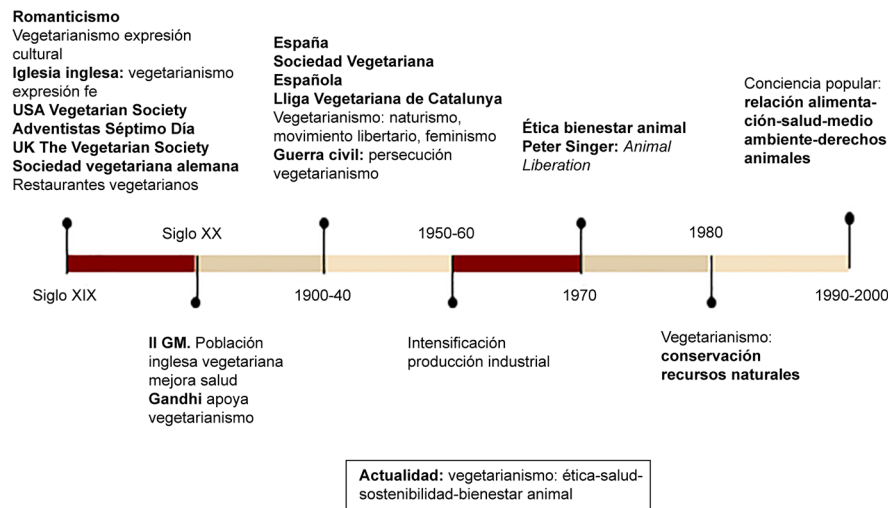 Romanticismo
Vegetarianismo expresión
cultural
Iglesia inglesa: vegetarianismo
expresión fe
USA Vegetarian Society
Adventistas Séptimo Día
UK The Vegetarian Society
Sociedad vegetariana alemana
Restaurantes vegetarianos
España
Sociedad Vegetariana
Española
Lliga Vegetariana de Catalunya
Vegetarianismo: naturismo,
movimiento libertario, feminismo
Guerra civil: persecución
vegetarianismo
Ética bienestar animal
Peter Singer: Animal
Liberation
Conciencia popular:
relación alimenta-
ción-salud-medio
ambiente-derechos
animales
Siglo XX
1950-60
1980
Siglo XIX
1900-40
1970
1990-2000
II GM. Población
inglesa vegetariana
mejora salud
Gandhi apoya
vegetarianismo
Intensificación
producción industrial
Vegetarianismo:
conservación
recursos naturales
Actualidad: vegetarianismo: ética-salud-
sostenibilidad-bienestar animal